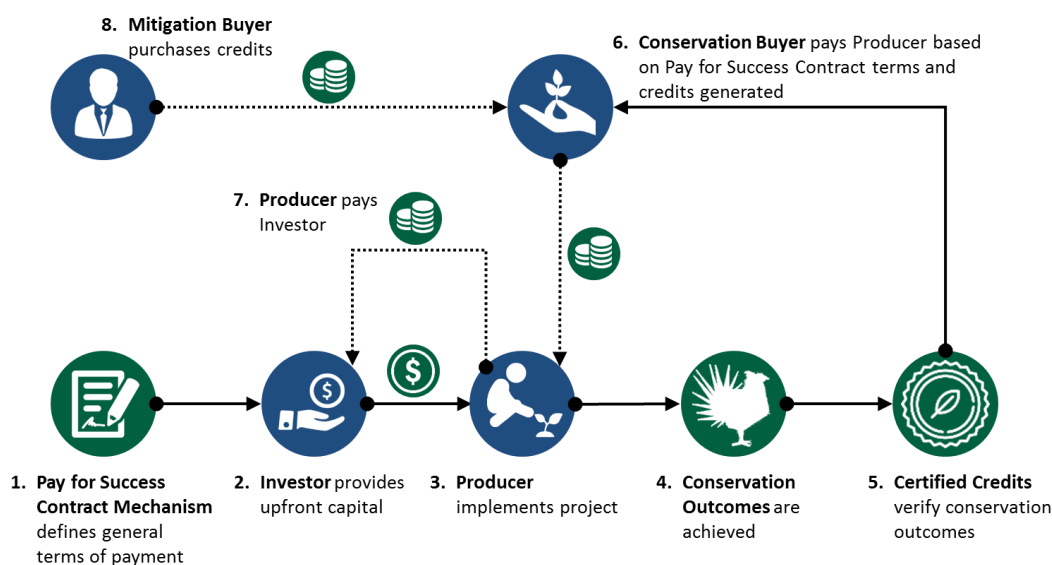 8. Mitigation Buyer
purchases credits
6. Conservation Buyer pays Producer based
on Pay for Success Contract terms and
credits generated
7. Producer pays
Investor
$
$
1. Pay for Success
Contract Mechanism
defines general
terms of payment
2. Investor provides
upfront capital
3. Producer
implements project
4. Conservation
Outcomes are
achieved
5. Certified Credits
verify conservation
outcomes